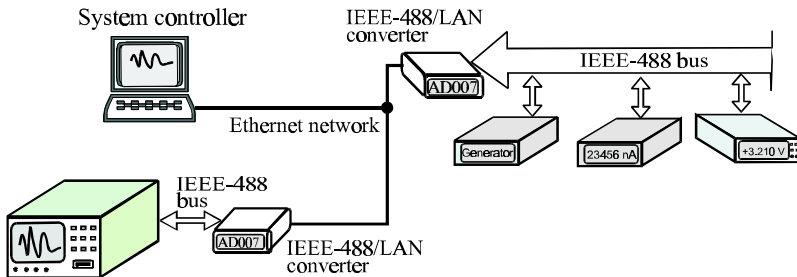 System controller
IEEE-488/LAN
converter
AD007
IEEE-488 bus
Ethernet network
Generator
23456 nA
+3.210 V
IEEE-488
bus
AD007
IEEE-488/LAN
converter